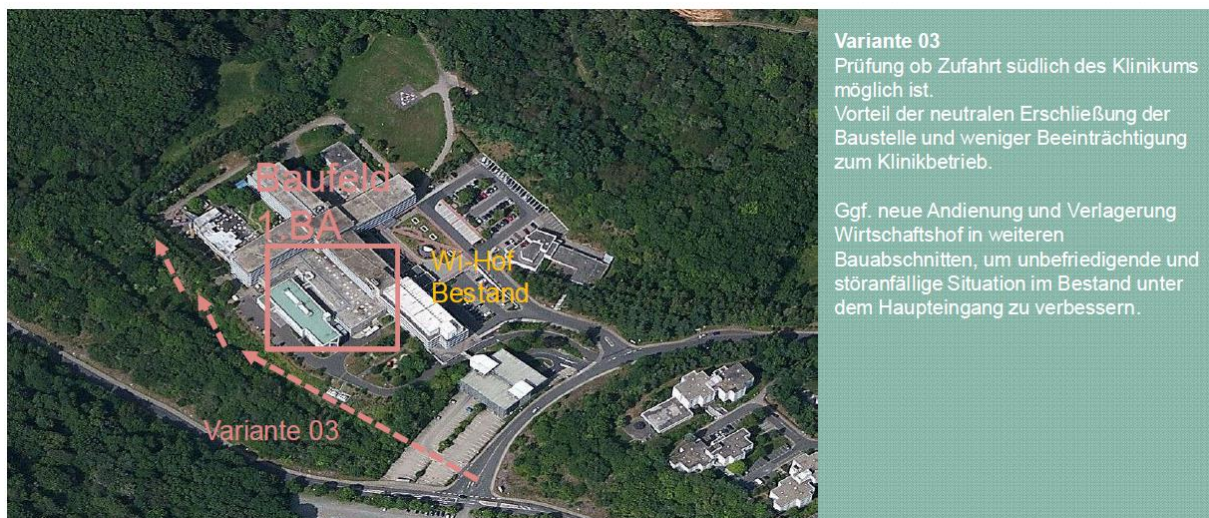 Baufeld
1.BA
Wi-Hof
Bestand
Variante 03
Variante 03
Prüfung ob Zufahrt südlich des Klinikums
möglich ist.
Vorteil der neutralen Erschließung der
Baustelle und weniger Beeinträchtigung
zum Klinikbetrieb.
Ggf. neue Andienung und Verlagerung
Wirtschaftshof in weiteren
Bauabschnitten, um unbefriedigende und
störanfällige Situation im Bestand unter
dem Haupteingang zu verbessern.